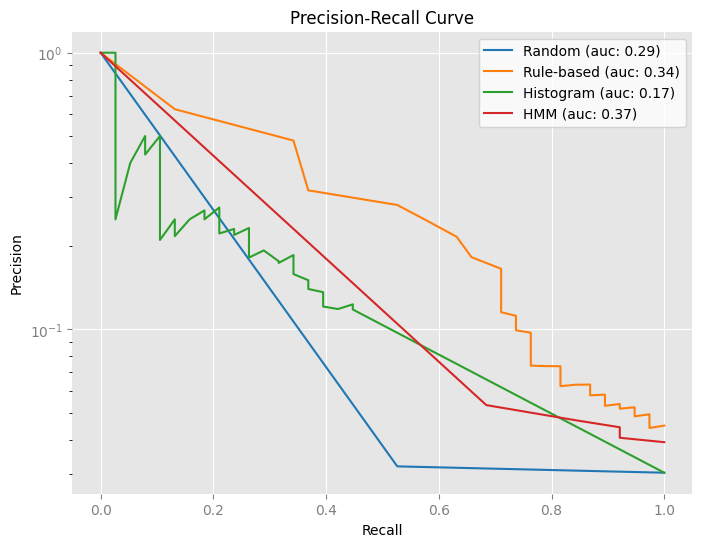 Precision-Recall Curve
Random (auc: 0.29)
Rule-based (auc: 0.34)
Histogram (auc: 0.17)
HMM (auc: 0.37)
Precision
10⁰
10⁻¹
0.0 0.2 0.4 0.6 0.8 1.0
Recall